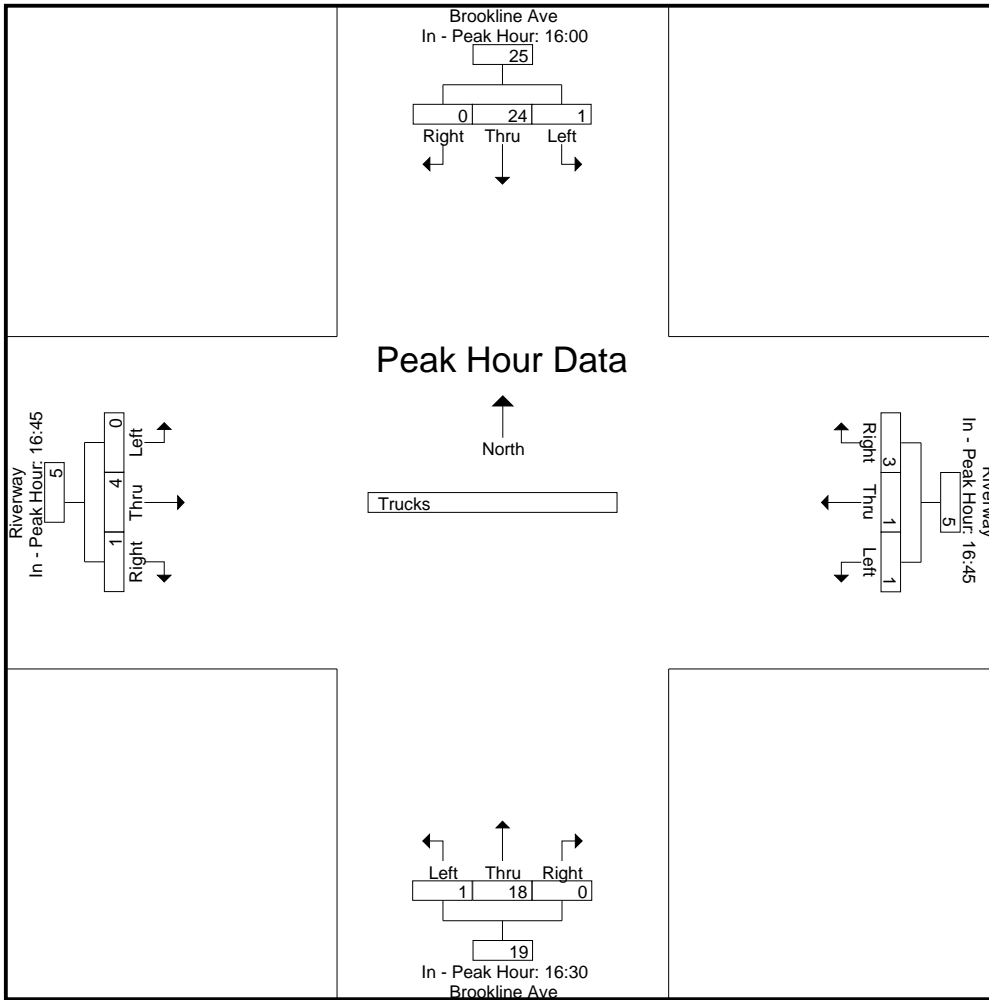 Brookline Ave
In - Peak Hour: 16:00
25
0 24 1
Right Thru Left
Peak Hour Data
North
Trucks
Riverway
In - Peak Hour: 16:45
5
0 4 1
Left Thru Right
Riverway
In - Peak Hour: 16:45
5
3 1 1
Right Thru Left
Left Thru Right
1 18 0
19
In - Peak Hour: 16:30
Brookline Ave